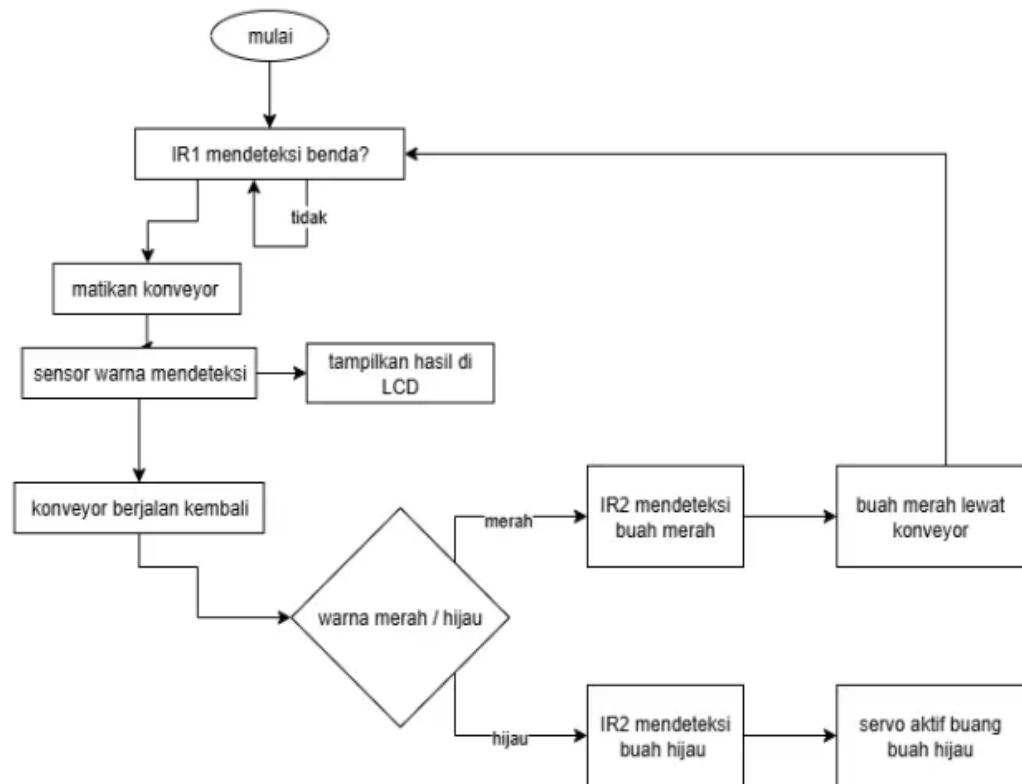 mulai
IR1 mendeteksi benda?
tidak
matikan konveyor
sensor warna mendeteksi
tampilkan hasil di
LCD
konveyor berjalan kembali
warna merah / hijau
merah
IR2 mendeteksi
buah merah
buah merah lewat
konveyor
hijau
IR2 mendeteksi
buah hijau
servo aktif buang
buah hijau